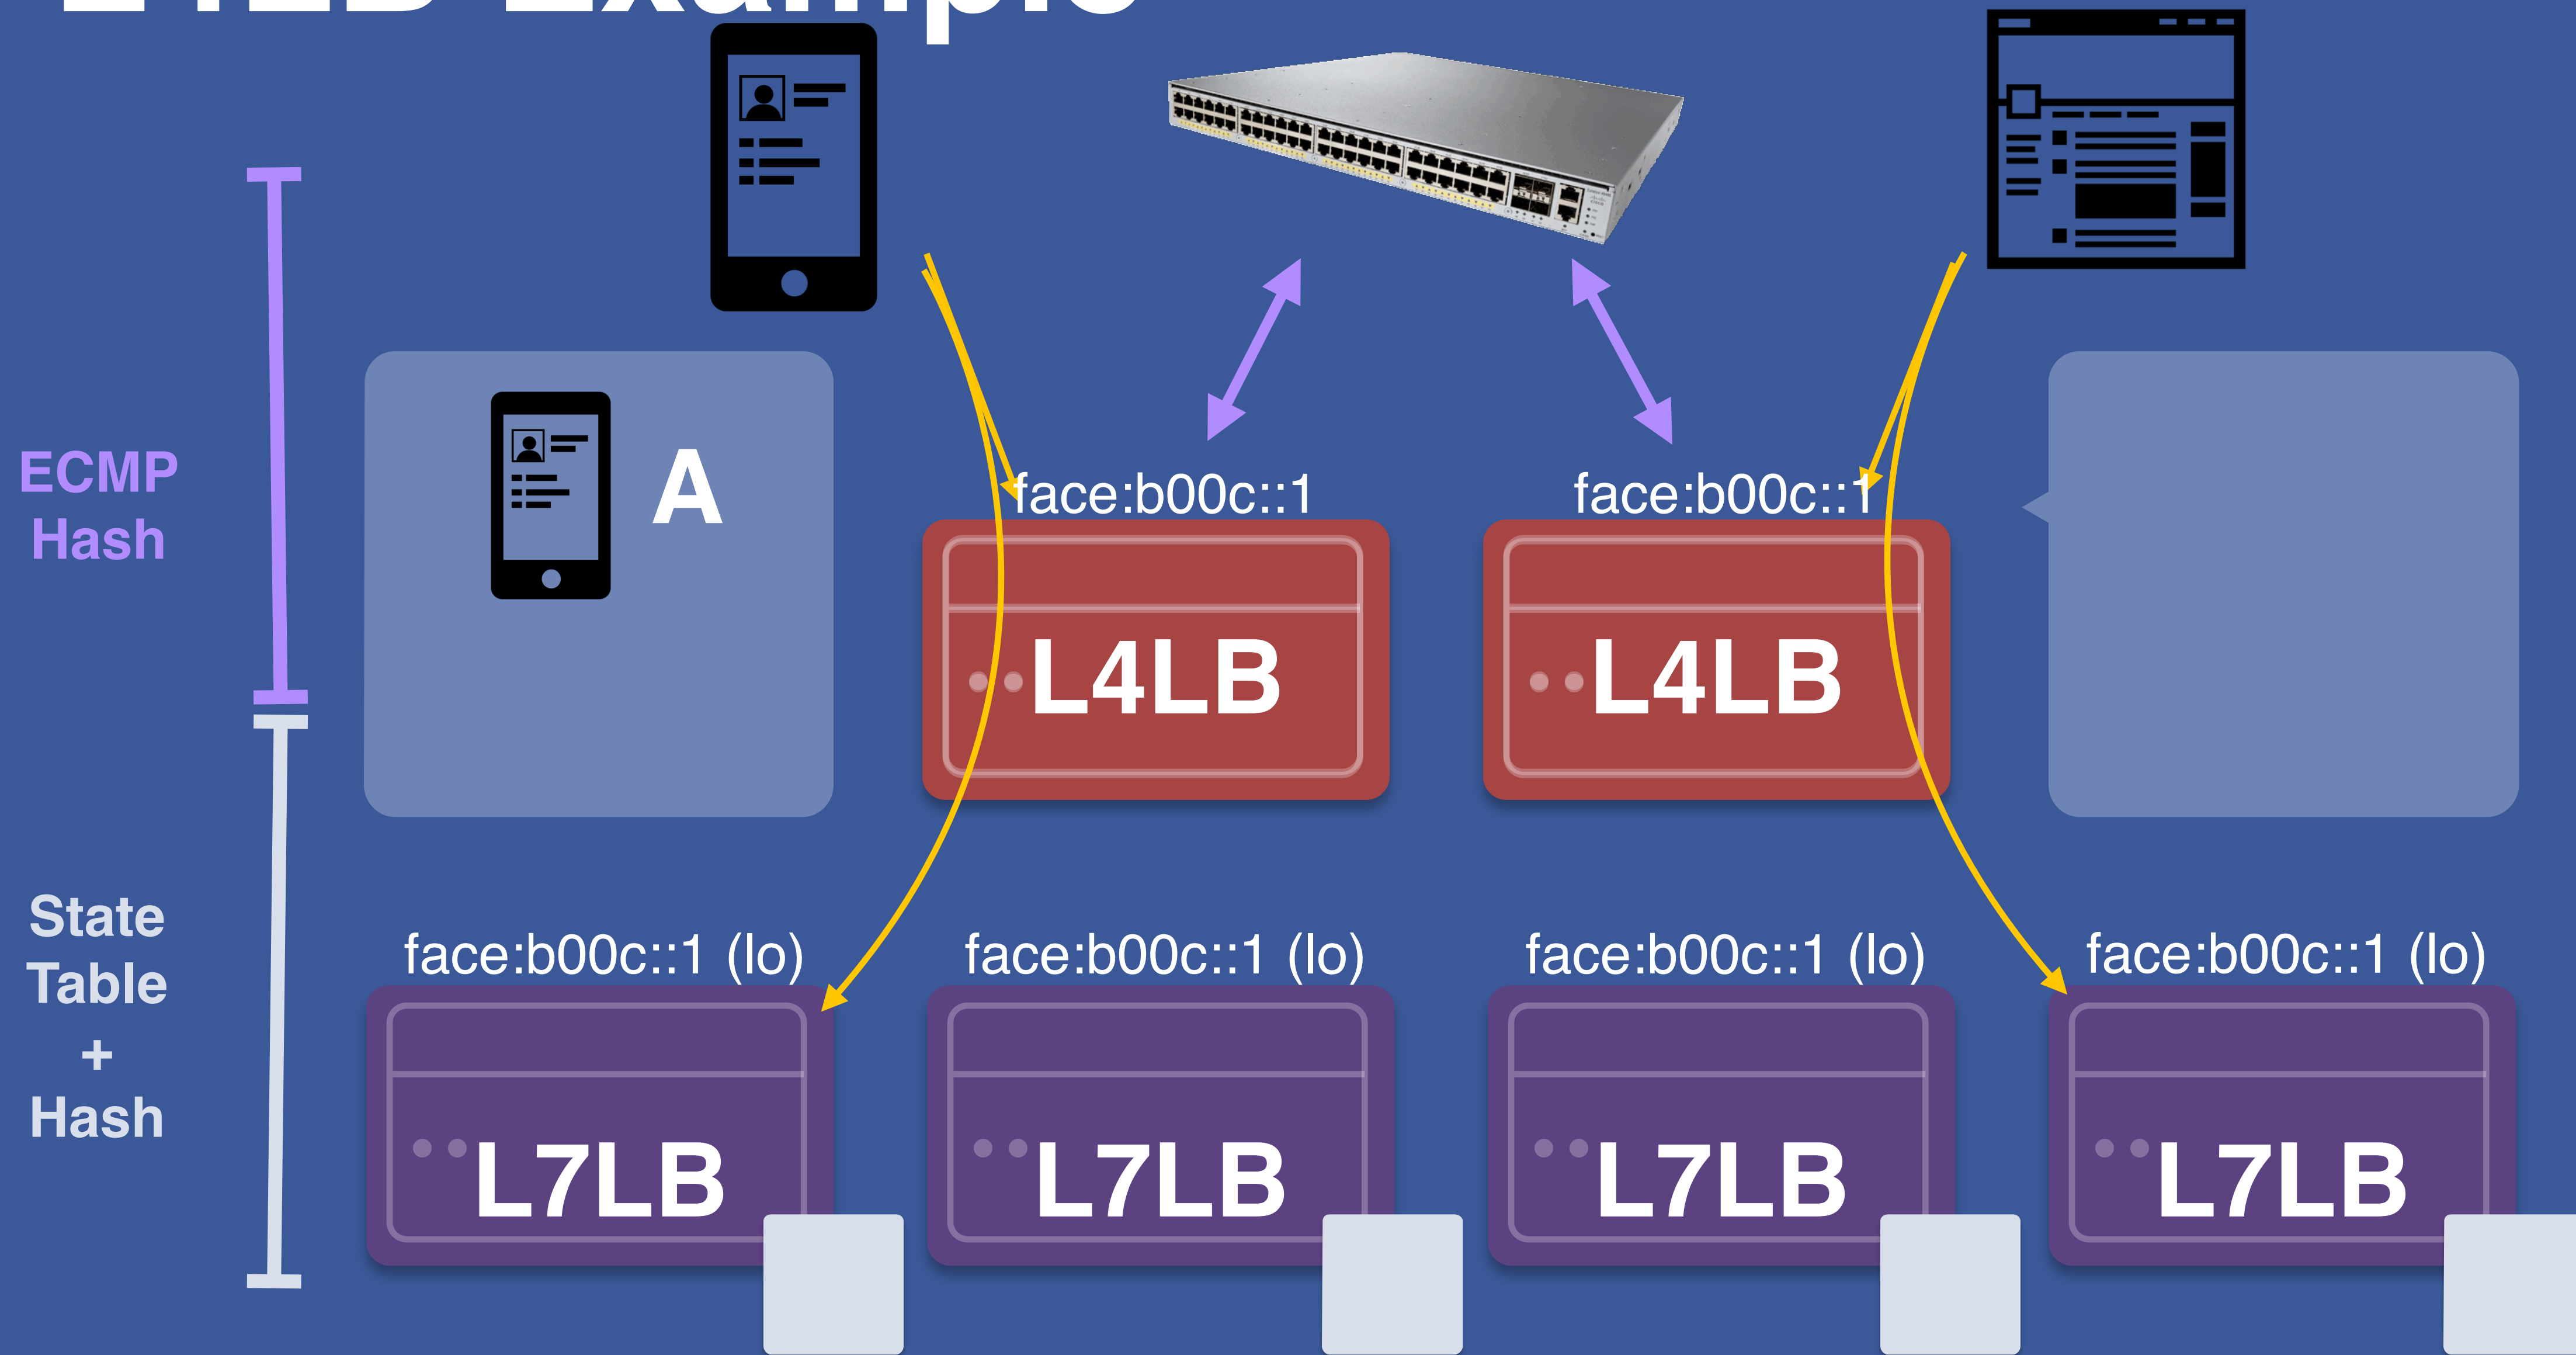 Example
A
ECMP
Hash
face:b00c::1
face:b00c::1
L4LB
L4LB
State
Table
+
Hash
face:b00c::1 (lo)
face:b00c::1 (lo)
face:b00c::1 (lo)
face:b00c::1 (lo)
L7LB
L7LB
L7LB
L7LB